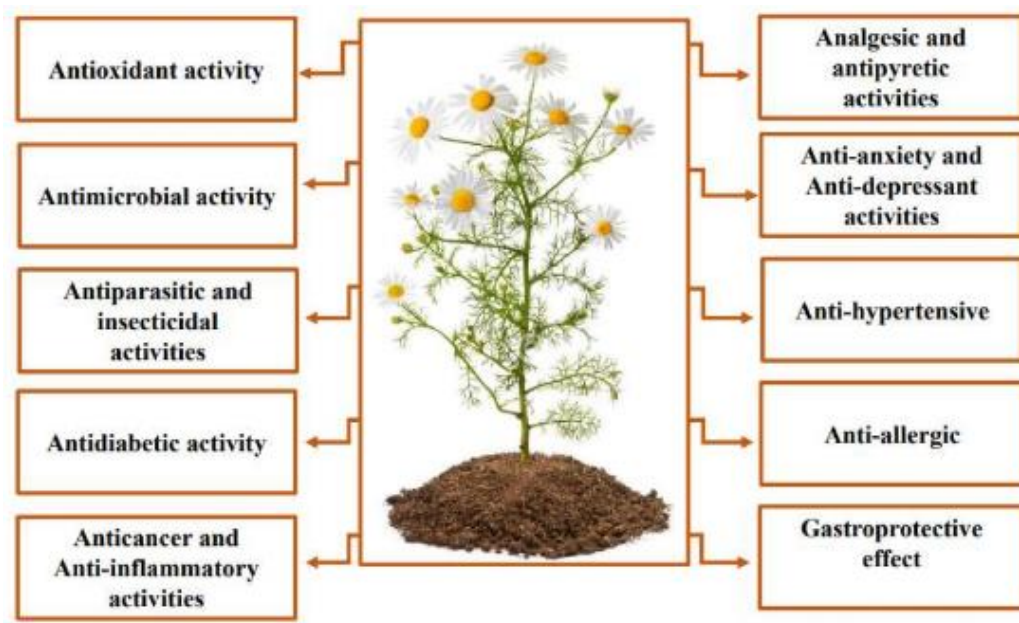 Antioxidant activity
Antimicrobial activity
Antiparasitic and
insecticidal
activities
Antidiabetic activity
Anticancer and
Anti-inflammatory
activities
Analgesic and
antipyretic
activities
Anti-anxiety and
Anti-depressant
activities
Anti-hypertensive
Anti-allergic
Gastroprotective
effect